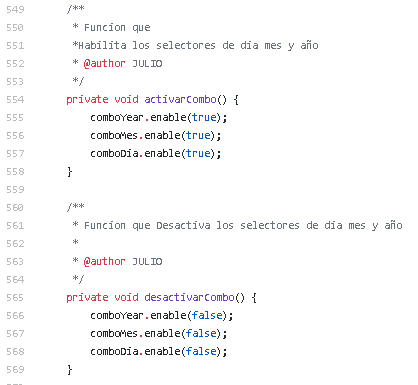 549 /**
550 * Funcion que
551 *Habilita los selectores de dia mes y año
552 * @author JULIO
553 */
554 private void activarCombo() {
555 comboYear.enable(true);
556 comboMes.enable(true);
557 comboDia.enable(true);
558 }
559
560 /**
561 * Funcion que Desactiva los selectores de dia mes y año
562 *
563 * @author JULIO
564 */
565 private void desactivarCombo() {
566 comboYear.enable(false);
567 comboMes.enable(false);
568 comboDia.enable(false);
569 }